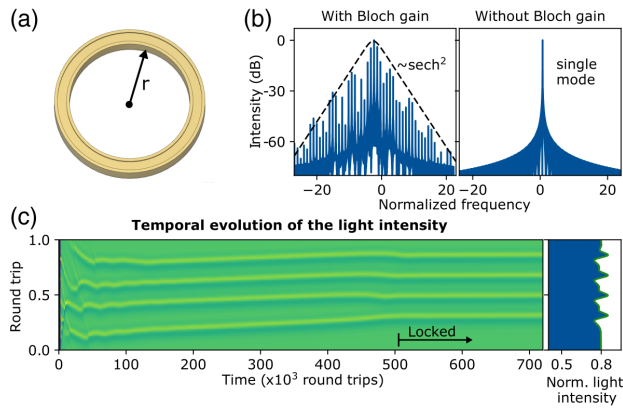 (a)
r
(b)
With Bloch gain
Without Bloch gain
Intensity (dB)
0
−30
−60
~sech²
single
mode
−20 0 20
−20 0 20
Normalized frequency
(c)
Temporal evolution of the light intensity
Round trip
1.0
0.5
0.0
Locked
0 100 200 300 400 500 600 700
Time (x10³ round trips)
0.5 0.8
Norm. light
intensity